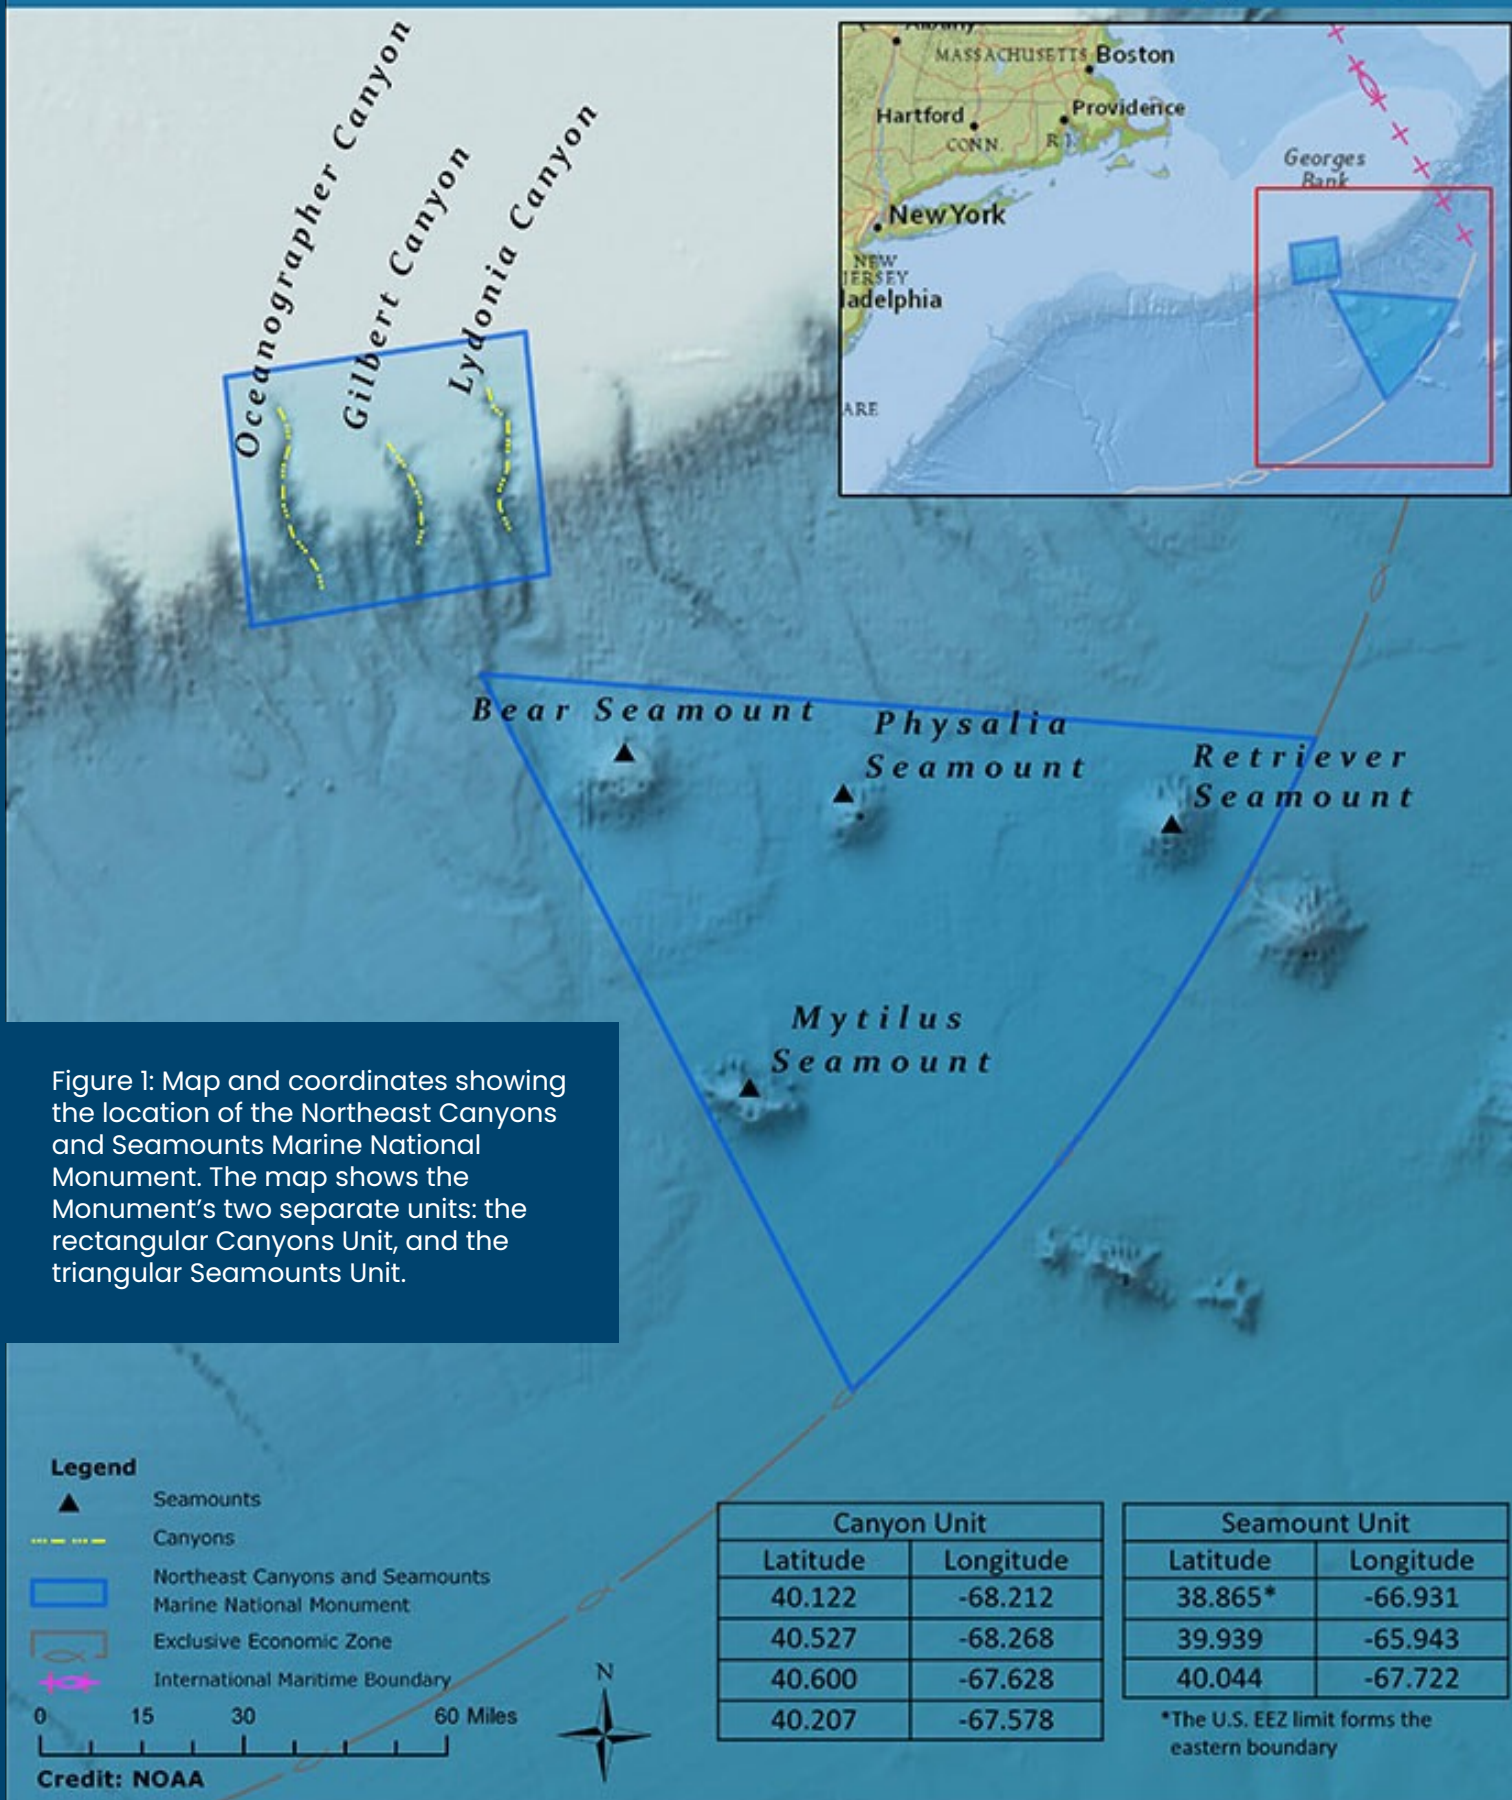 Oceanographer Canyon
Gilbert Canyon
Lydonia Canyon
Albany
MASSACHUSETTS
Boston
Hartford
Providence
CONN.
R.I.
Georges
Bank
New York
NEW
JERSEY
ladelphia
ARE
Bear Seamount
Physalia
Seamount
Retriever
Seamount
Mytilus
Seamount
Figure 1: Map and coordinates showing
the location of the Northeast Canyons
and Seamounts Marine National
Monument. The map shows the
Monument’s two separate units: the
rectangular Canyons Unit, and the
triangular Seamounts Unit.
Legend
Seamounts
Canyons
Northeast Canyons and Seamounts
Marine National Monument
Exclusive Economic Zone
International Maritime Boundary
0 15 30 60 Miles
Credit: NOAA
N
Canyon Unit
Latitude Longitude
40.122 -68.212
40.527 -68.268
40.600 -67.628
40.207 -67.578
Seamount Unit
Latitude Longitude
38.865* -66.931
39.939 -65.943
40.044 -67.722
*The U.S. EEZ limit forms the
eastern boundary